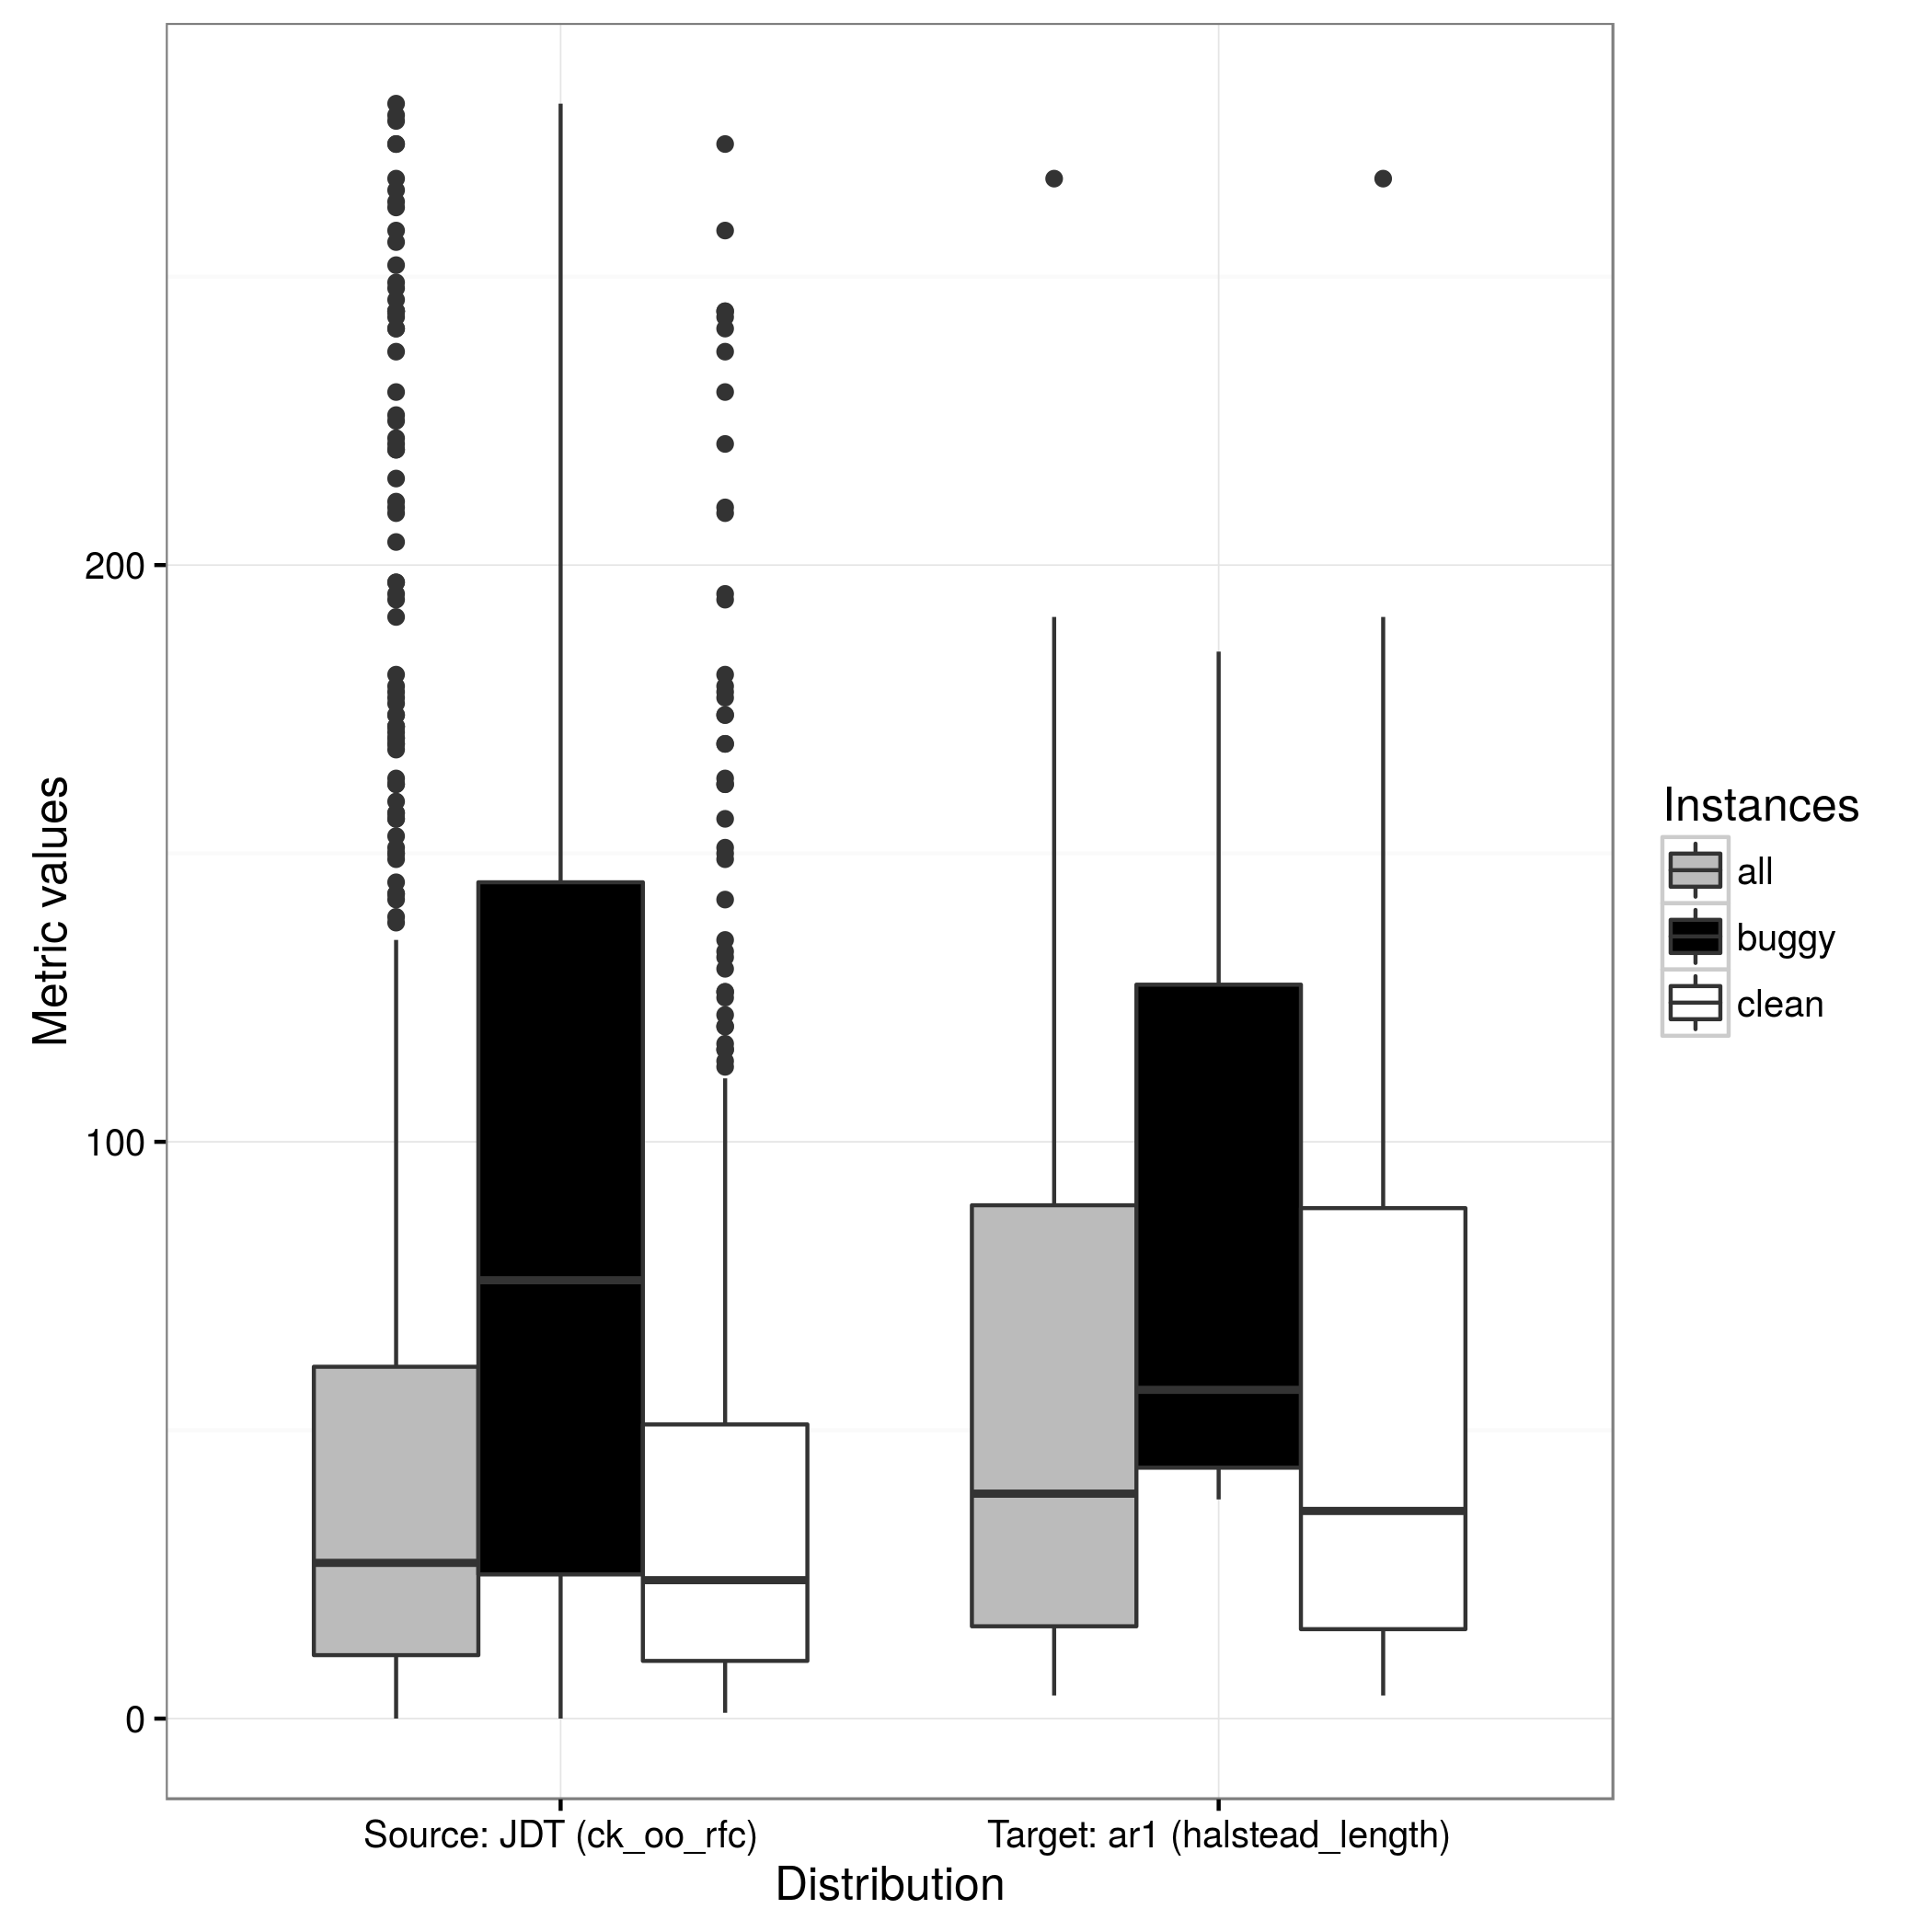 Metric values
200
100
0
Source: JDT (ck_oo_rfc)
Target: ar1 (halstead_length)
Distribution
Instances
all
buggy
clean